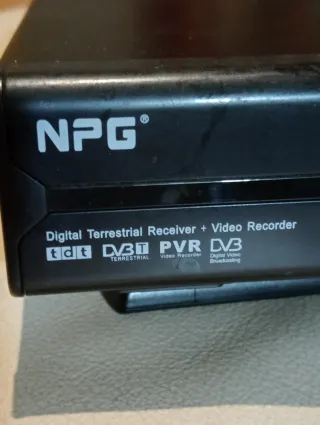 NPG®
Digital Terrestrial Receiver + Video Recorder
tdt DVB T PVR DVB
TERRESTRIAL Video Recorder Digital Video
Broadcasting